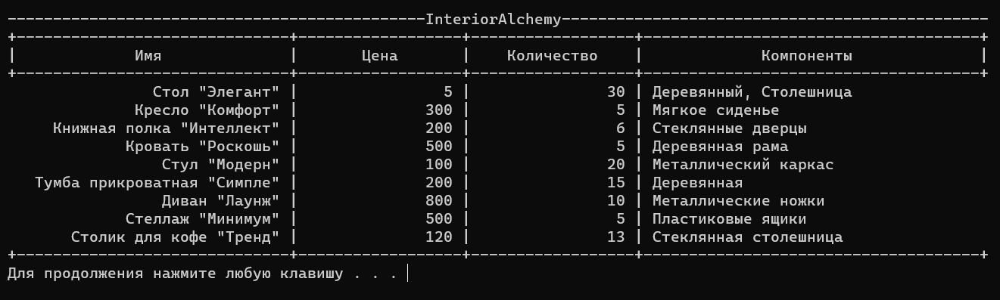 -----------------------------------------------InteriorAlchemy-----------------------------------------------
+------------------------------+------------------+------------------+-------------------------------------+
| Имя | Цена | Количество | Компоненты |
+------------------------------+------------------+------------------+-------------------------------------+
Стол "Элегант" | 5 | 30 | Деревянный, Столешница
Кресло "Комфорт" | 300 | 5 | Мягкое сиденье
Книжная полка "Интеллект" | 200 | 6 | Стеклянные дверцы
Кровать "Роскошь" | 500 | 5 | Деревянная рама
Стул "Модерн" | 100 | 20 | Металлический каркас
Тумба прикроватная "Симпле" | 200 | 15 | Деревянная
Диван "Лаунж" | 800 | 10 | Металлические ножки
Стеллаж "Минимум" | 500 | 5 | Пластиковые ящики
Столик для кофе "Тренд" | 120 | 13 | Стеклянная столешница
+------------------------------+------------------+------------------+-------------------------------------+
Для продолжения нажмите любую клавишу . . .